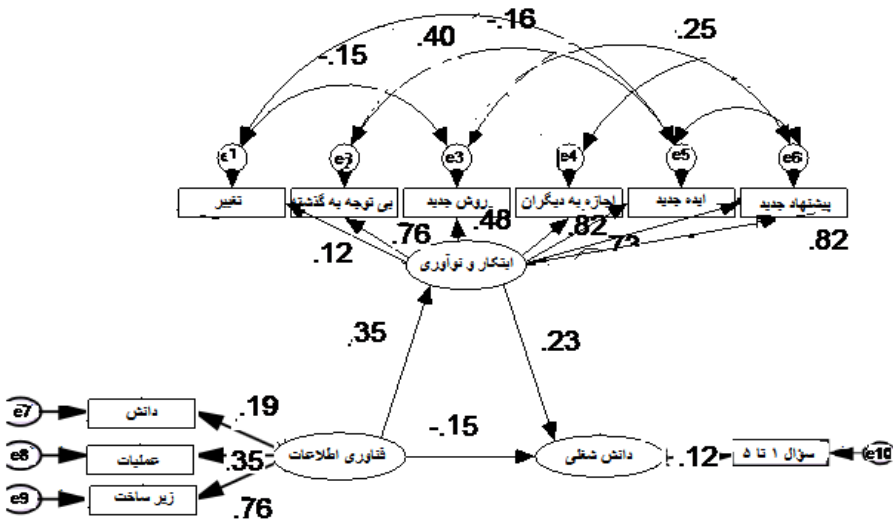 -.15 .40 -.16 .25
e1 e2 e3 e4 e5 e6
تغییر
بی توجه به گذشته
روش جدید
اجازه به دیگران
ایده جدید
پیشنهاد جدید
.12 .76 .48 .82 .73 .82
ابتکار و نوآوری
.35 .23
e7 دانش .19
e8 عملیات .35
e9 زیر ساخت .76
فناوری اطلاعات
-.15
دانش شغلی
-.12
سؤال ۱ تا ۵
e10